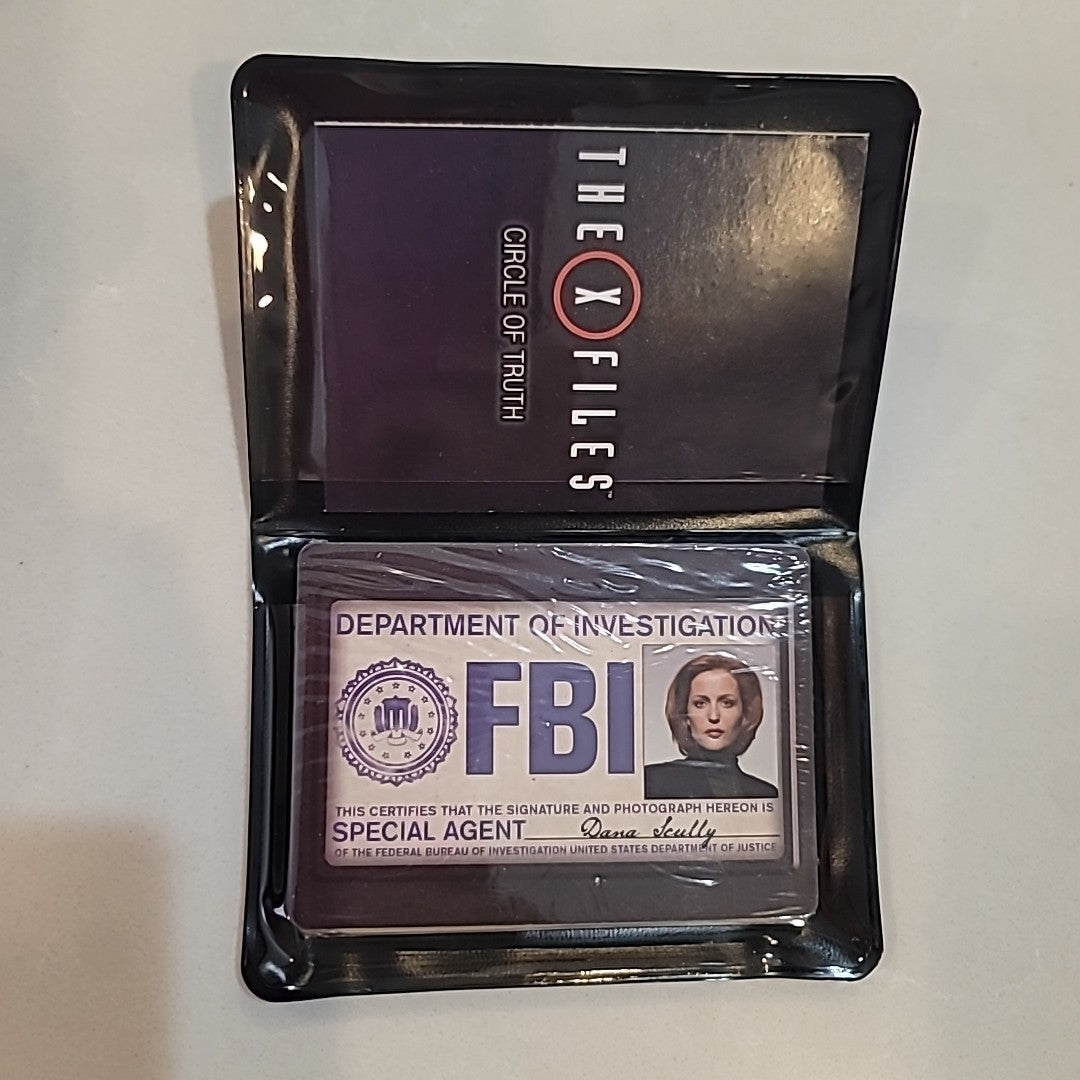 THE X FILES™
CIRCLE OF TRUTH
DEPARTMENT OF INVESTIGATION
FBI
THIS CERTIFIES THAT THE SIGNATURE AND PHOTOGRAPH HEREON IS
SPECIAL AGENT Dana Scully
OF THE FEDERAL BUREAU OF INVESTIGATION UNITED STATES DEPARTMENT OF JUSTICE